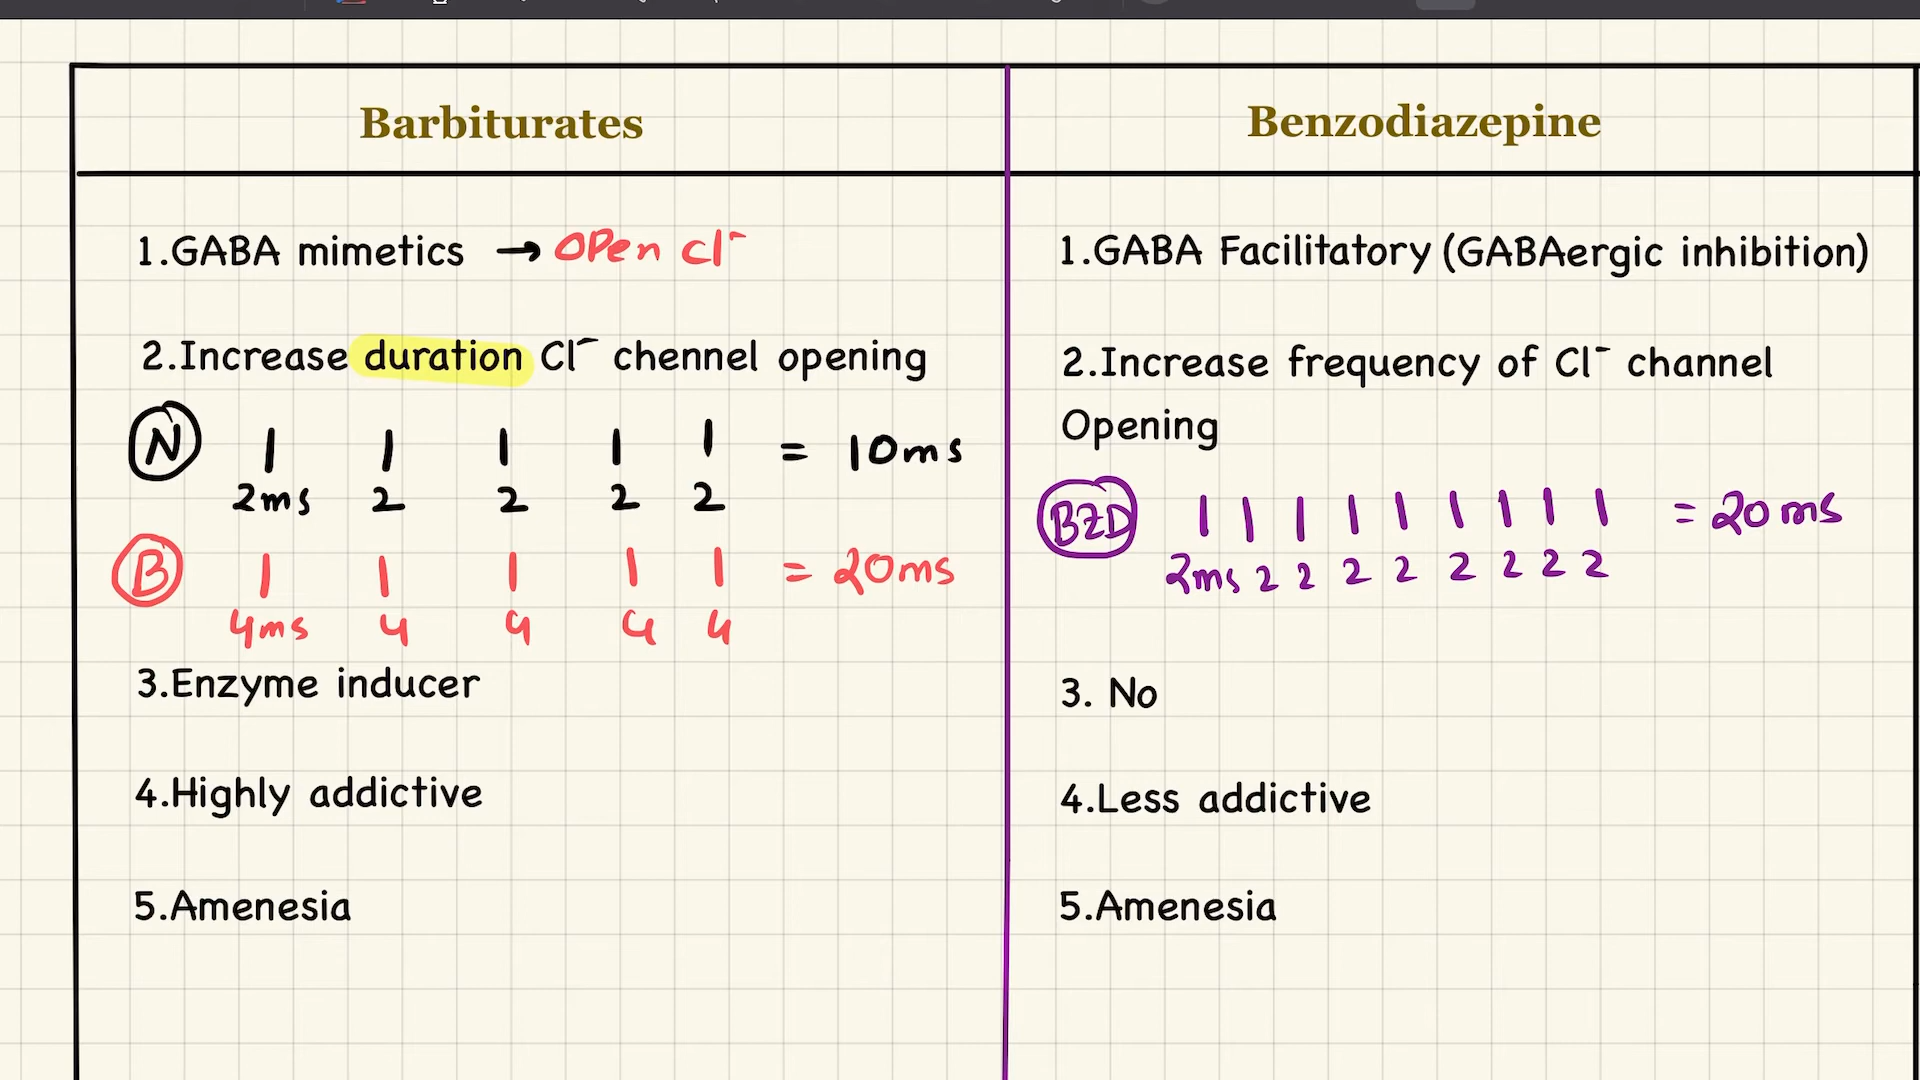 Barbiturates
1.GABA mimetics → OPen Cl⁻
2.Increase duration Cl⁻ chennel opening
N 1 1 1 1 1 = 10ms
2ms 2 2 2 2
B 1 1 1 1 1 = 20ms
4ms 4 4 4 4
3.Enzyme inducer
4.Highly addictive
5.Amenesia
Benzodiazepine
1.GABA Facilitatory (GABAergic inhibition)
2.Increase frequency of Cl⁻ channel
Opening
BZD 1 1 1 1 1 1 1 1 1 = 20ms
2ms 2 2 2 2 2 2 2 2
3. No
4.Less addictive
5.Amenesia